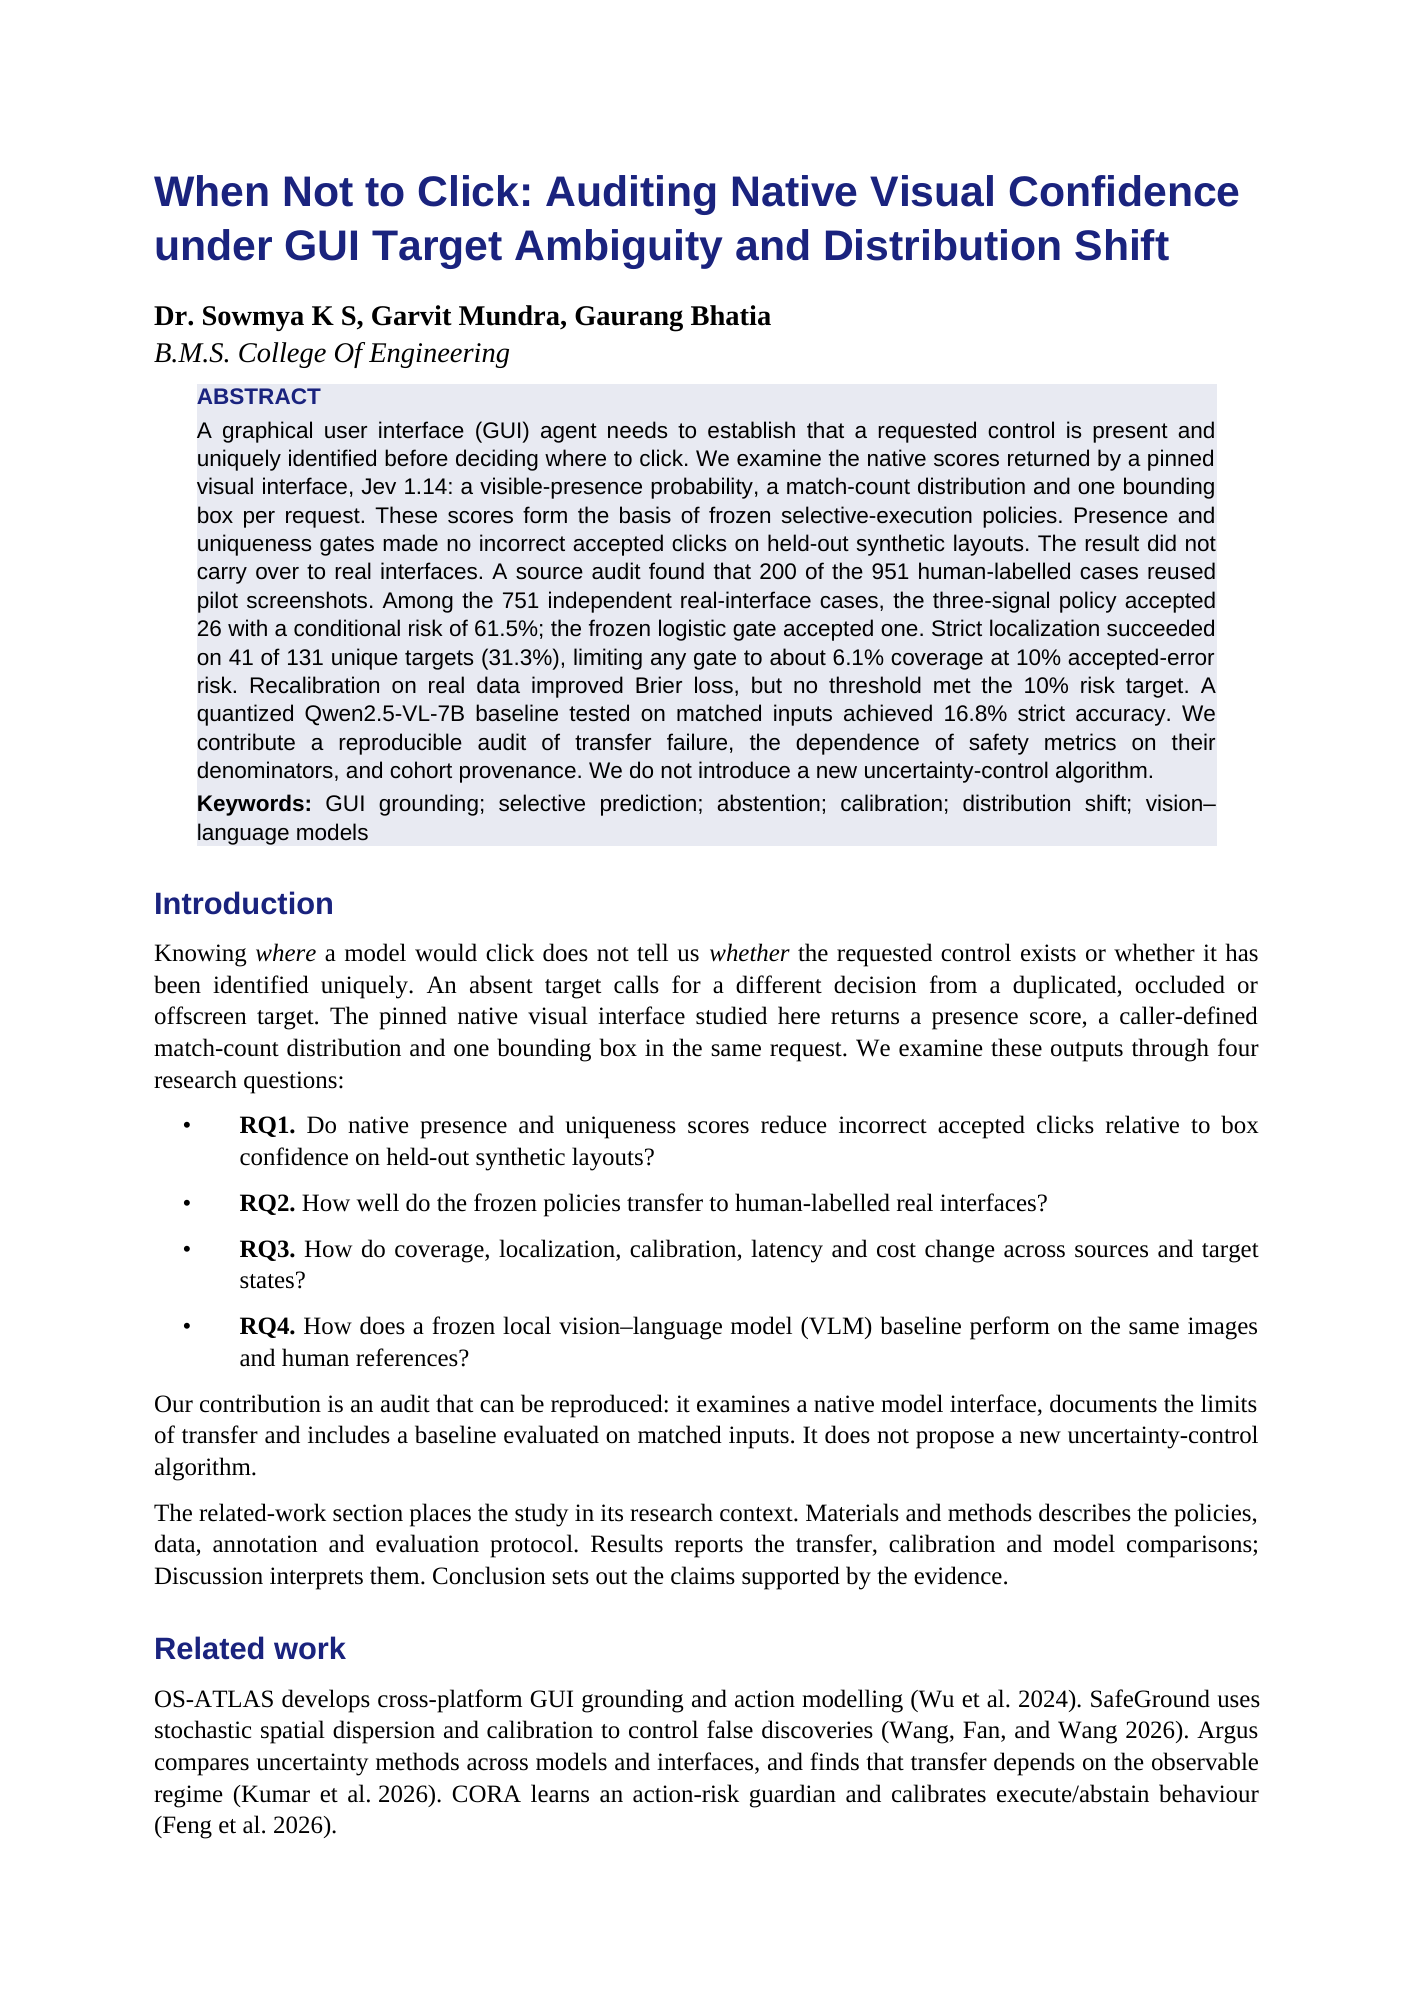 When Not to Click: Auditing Native Visual Confidence
under GUI Target Ambiguity and Distribution Shift
Dr. Sowmya K S, Garvit Mundra, Gaurang Bhatia
B.M.S. College Of Engineering
ABSTRACT
A graphical user interface (GUI) agent needs to establish that a requested control is present and
uniquely identified before deciding where to click. We examine the native scores returned by a pinned
visual interface, Jev 1.14: a visible-presence probability, a match-count distribution and one bounding
box per request. These scores form the basis of frozen selective-execution policies. Presence and
uniqueness gates made no incorrect accepted clicks on held-out synthetic layouts. The result did not
carry over to real interfaces. A source audit found that 200 of the 951 human-labelled cases reused
pilot screenshots. Among the 751 independent real-interface cases, the three-signal policy accepted
26 with a conditional risk of 61.5%; the frozen logistic gate accepted one. Strict localization succeeded
on 41 of 131 unique targets (31.3%), limiting any gate to about 6.1% coverage at 10% accepted-error
risk. Recalibration on real data improved Brier loss, but no threshold met the 10% risk target. A
quantized Qwen2.5-VL-7B baseline tested on matched inputs achieved 16.8% strict accuracy. We
contribute a reproducible audit of transfer failure, the dependence of safety metrics on their
denominators, and cohort provenance. We do not introduce a new uncertainty-control algorithm.
Keywords: GUI grounding; selective prediction; abstention; calibration; distribution shift; vision–
language models
Introduction
Knowing where a model would click does not tell us whether the requested control exists or whether it has
been identified uniquely. An absent target calls for a different decision from a duplicated, occluded or
offscreen target. The pinned native visual interface studied here returns a presence score, a caller-defined
match-count distribution and one bounding box in the same request. We examine these outputs through four
research questions:
• RQ1. Do native presence and uniqueness scores reduce incorrect accepted clicks relative to box
confidence on held-out synthetic layouts?
• RQ2. How well do the frozen policies transfer to human-labelled real interfaces?
• RQ3. How do coverage, localization, calibration, latency and cost change across sources and target
states?
• RQ4. How does a frozen local vision–language model (VLM) baseline perform on the same images
and human references?
Our contribution is an audit that can be reproduced: it examines a native model interface, documents the limits
of transfer and includes a baseline evaluated on matched inputs. It does not propose a new uncertainty-control
algorithm.
The related-work section places the study in its research context. Materials and methods describes the policies,
data, annotation and evaluation protocol. Results reports the transfer, calibration and model comparisons;
Discussion interprets them. Conclusion sets out the claims supported by the evidence.
Related work
OS-ATLAS develops cross-platform GUI grounding and action modelling (Wu et al. 2024). SafeGround uses
stochastic spatial dispersion and calibration to control false discoveries (Wang, Fan, and Wang 2026). Argus
compares uncertainty methods across models and interfaces, and finds that transfer depends on the observable
regime (Kumar et al. 2026). CORA learns an action-risk guardian and calibrates execute/abstain behaviour
(Feng et al. 2026).